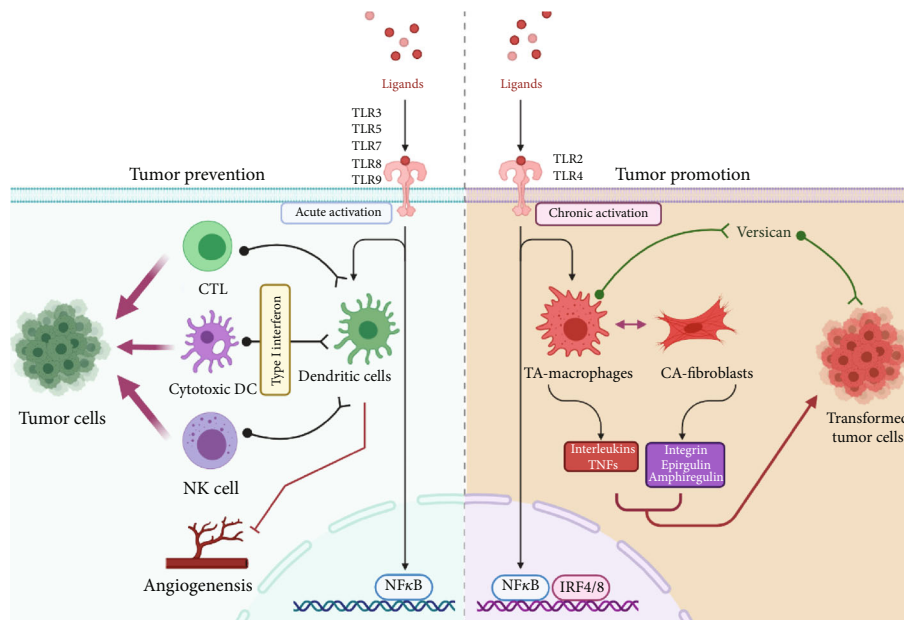 Ligands
TLR3
TLR5
TLR7
TLR8
TLR9
Tumor prevention
Acute activation
CTL
Type I interferon
Cytotoxic DC
Dendritic cells
Tumor cells
NK cell
Angiogenensis
NFκB
Ligands
TLR2
TLR4
Tumor promotion
Chronic activation
Versican
TA-macrophages
CA-fibroblasts
Interleukins
TNFs
Integrin
Epirgulin
Amphiregulin
Transformed
tumor cells
NFκB
IRF4/8